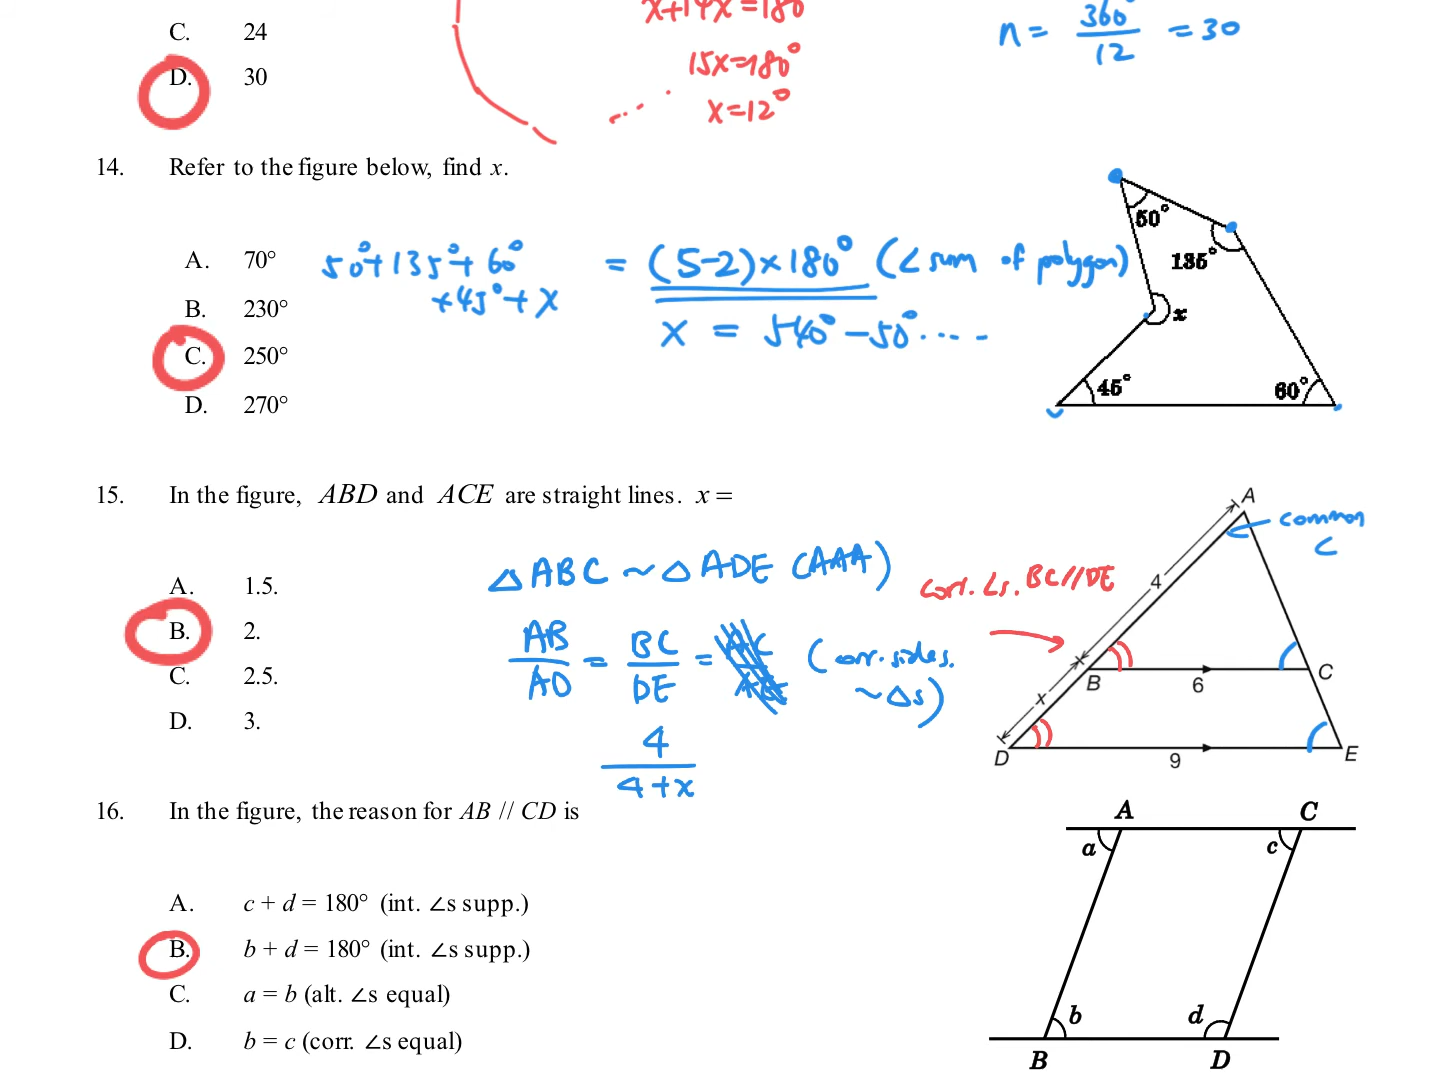 C. 24
x+14x=180
n = 360°/12 = 30
D. 30
15x=180°
x=12°
14. Refer to the figure below, find x.
A. 70°
50°+135°+60°
+45°+x
= (5-2)×180° (∠ sum of polygon)
x = 540°-50°....
B. 230°
C. 250°
D. 270°
50°
135°
x
45°
60°
15. In the figure, ABD and ACE are straight lines. x =
A. 1.5.
B. 2.
C. 2.5.
D. 3.
△ABC ~ △ADE (AAA)
AB/AD = BC/DE = (corr. sides.
~△s)
4
4+x
corr. ∠s, BC//DE
common
∠
A
4
B
6
C
x
D
9
E
16. In the figure, the reason for AB // CD is
A. c + d = 180° (int. ∠s supp.)
B. b + d = 180° (int. ∠s supp.)
C. a = b (alt. ∠s equal)
D. b = c (corr. ∠s equal)
A
C
a
c
b
d
B
D